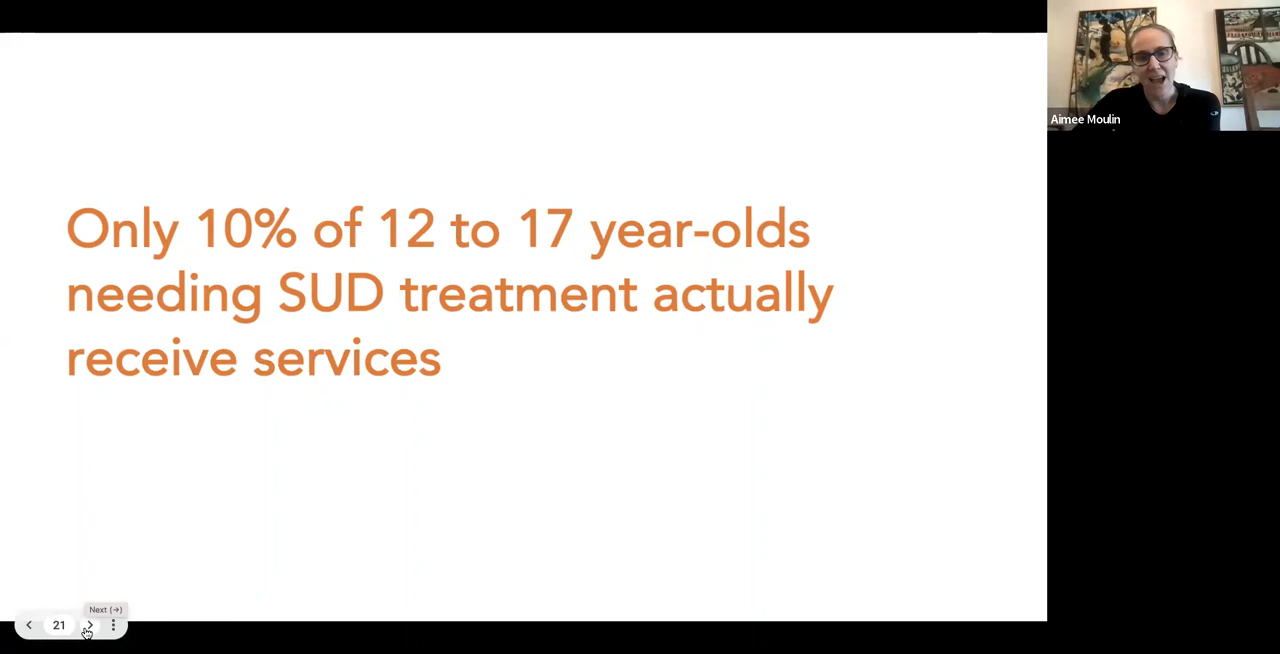 Only 10% of 12 to 17 year-olds
needing SUD treatment actually
receive services
Aimee Moulin
Next (→)
21